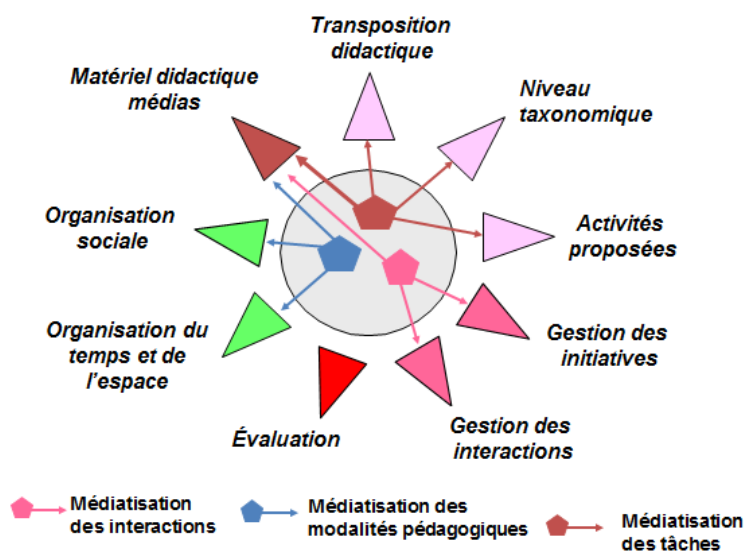 Transposition
didactique
Matériel didactique
médias
Niveau
taxonomique
Organisation
sociale
Activités
proposées
Organisation du
temps et de
l'espace
Gestion des
initiatives
Évaluation
Gestion des
interactions
Médiatisation
des interactions
Médiatisation des
modalités pédagogiques
Médiatisation
des tâches